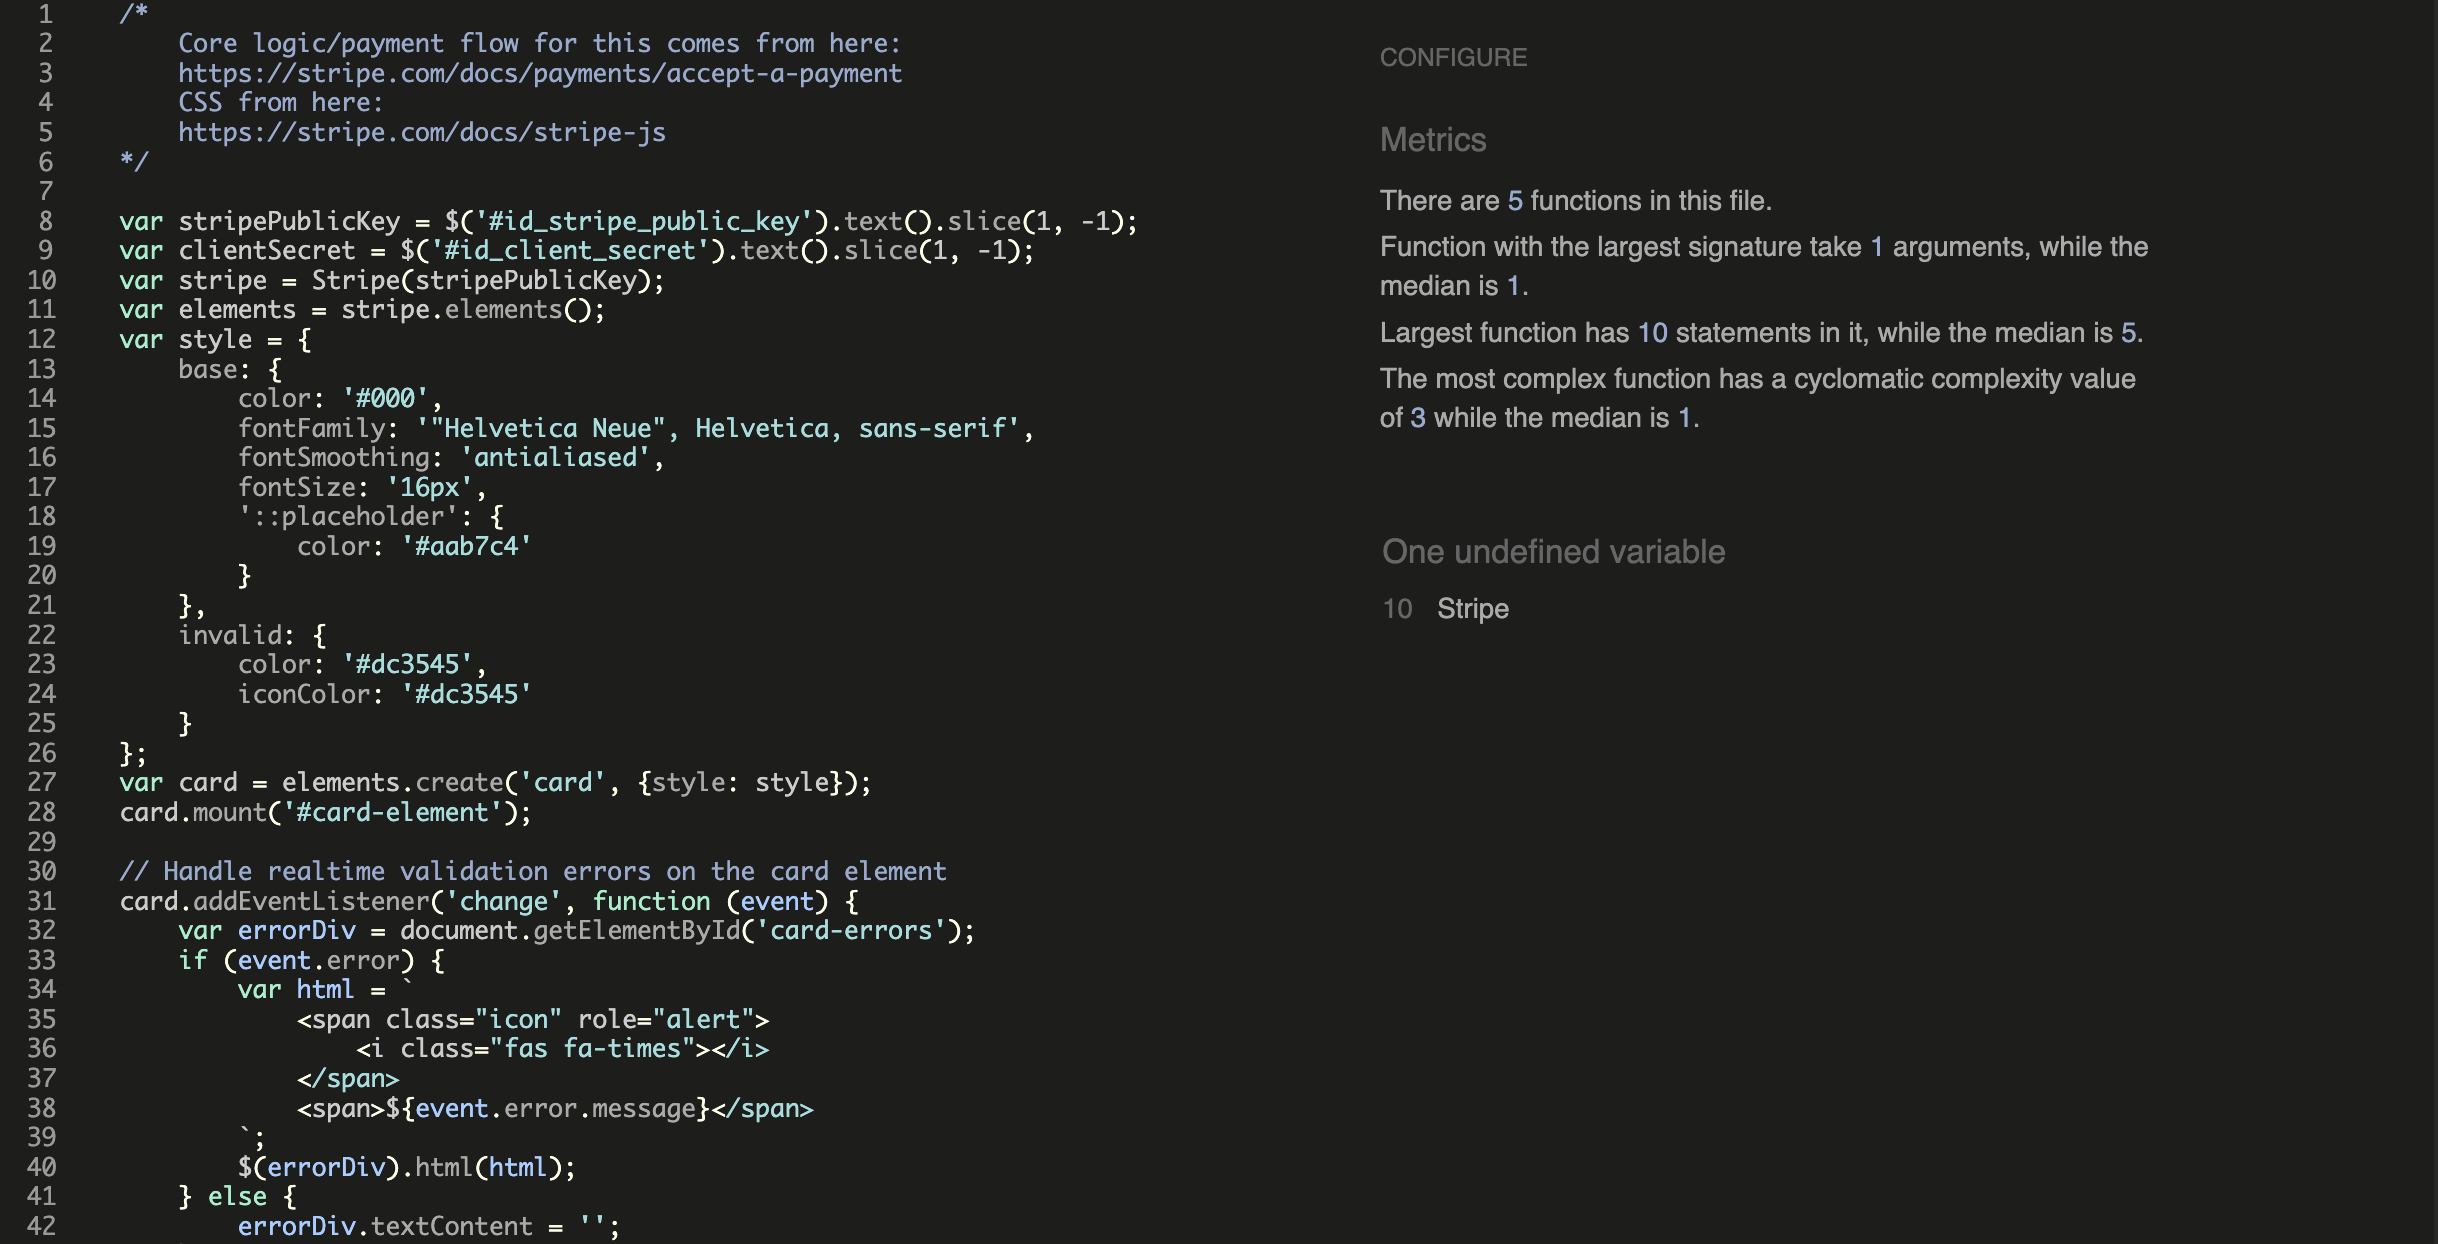 1 /*
2 Core logic/payment flow for this comes from here:
3 https://stripe.com/docs/payments/accept-a-payment
4 CSS from here:
5 https://stripe.com/docs/stripe-js
6 */
7
8 var stripePublicKey = $('#id_stripe_public_key').text().slice(1, -1);
9 var clientSecret = $('#id_client_secret').text().slice(1, -1);
10 var stripe = Stripe(stripePublicKey);
11 var elements = stripe.elements();
12 var style = {
13     base: {
14         color: '#000',
15         fontFamily: '"Helvetica Neue", Helvetica, sans-serif',
16         fontSmoothing: 'antialiased',
17         fontSize: '16px',
18         '::placeholder': {
19             color: '#aab7c4'
20         }
21     },
22     invalid: {
23         color: '#dc3545',
24         iconColor: '#dc3545'
25     }
26 };
27 var card = elements.create('card', {style: style});
28 card.mount('#card-element');
29
30 // Handle realtime validation errors on the card element
31 card.addEventListener('change', function (event) {
32     var errorDiv = document.getElementById('card-errors');
33     if (event.error) {
34         var html = `
35             <span class="icon" role="alert">
36                 <i class="fas fa-times"></i>
37             </span>
38             <span>${event.error.message}</span>
39         `;
40         $(errorDiv).html(html);
41     } else {
42         errorDiv.textContent = '';
CONFIGURE
Metrics
There are 5 functions in this file.
Function with the largest signature take 1 arguments, while the
median is 1.
Largest function has 10 statements in it, while the median is 5.
The most complex function has a cyclomatic complexity value
of 3 while the median is 1.
One undefined variable
10 Stripe